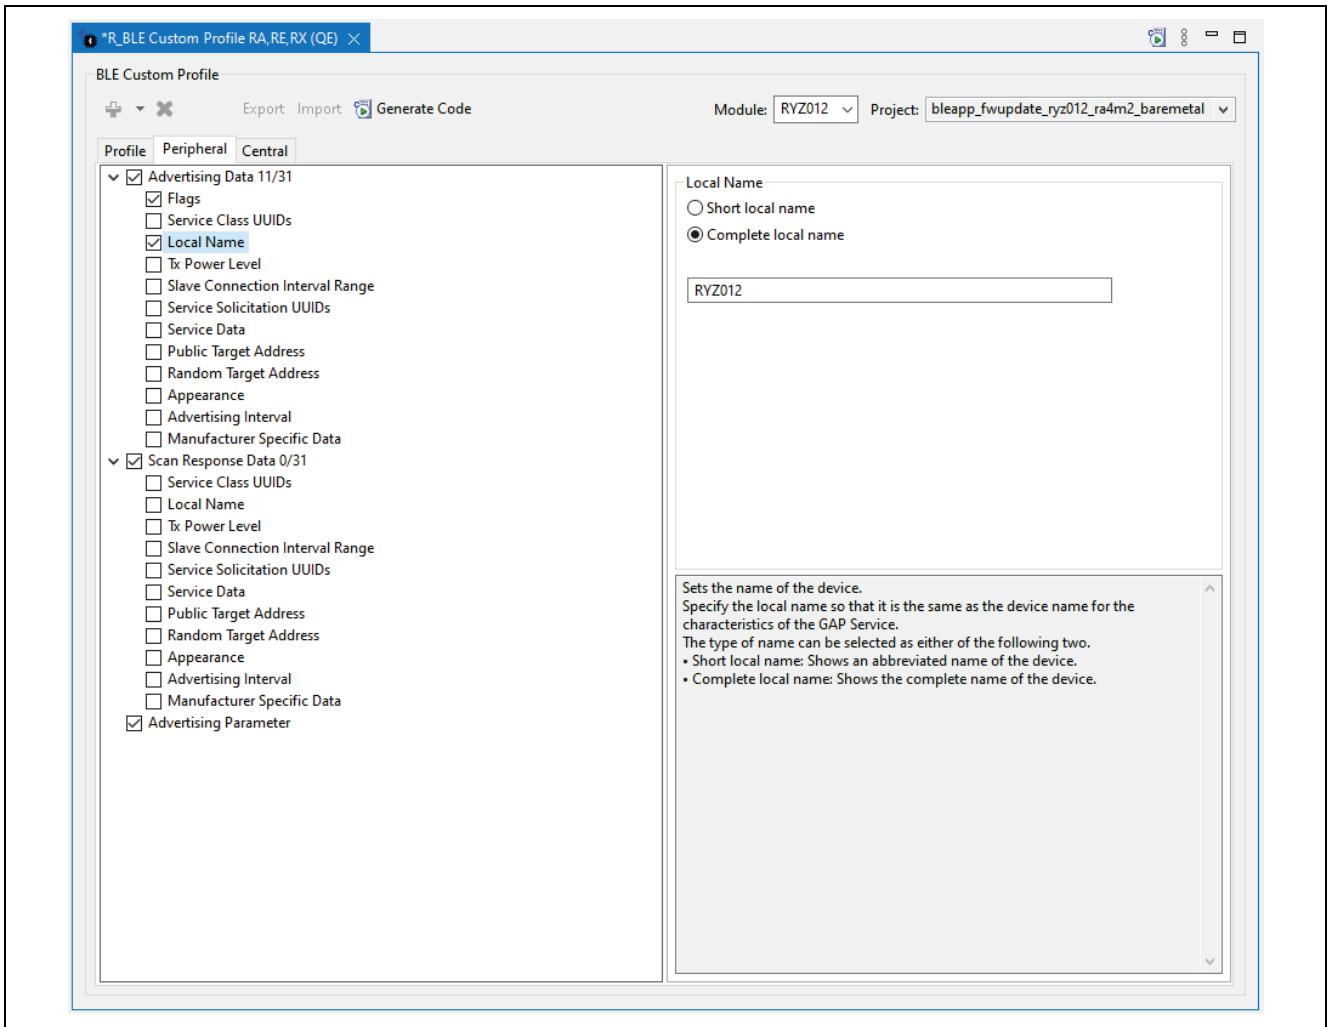 *R_BLE Custom Profile RA,RE,RX (QE)
BLE Custom Profile
Export Import Generate Code Module: RYZ012 Project: bleapp_fwupdate_ryz012_ra4m2_baremetal
Profile Peripheral Central
Advertising Data 11/31
Flags
Service Class UUIDs
Local Name
Tx Power Level
Slave Connection Interval Range
Service Solicitation UUIDs
Service Data
Public Target Address
Random Target Address
Appearance
Advertising Interval
Manufacturer Specific Data
Scan Response Data 0/31
Service Class UUIDs
Local Name
Tx Power Level
Slave Connection Interval Range
Service Solicitation UUIDs
Service Data
Public Target Address
Random Target Address
Appearance
Advertising Interval
Manufacturer Specific Data
Advertising Parameter
Local Name
Short local name
Complete local name
RYZ012
Sets the name of the device.
Specify the local name so that it is the same as the device name for the
characteristics of the GAP Service.
The type of name can be selected as either of the following two.
• Short local name: Shows an abbreviated name of the device.
• Complete local name: Shows the complete name of the device.